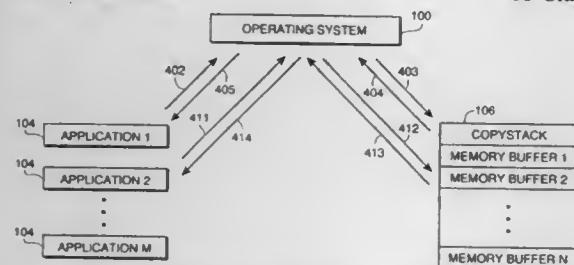 100
OPERATING SYSTEM
402
405
404
403
411
414
412
413
104
APPLICATION 1
104
APPLICATION 2
104
APPLICATION M
106
COPYSTACK
MEMORY BUFFER 1
MEMORY BUFFER 2
MEMORY BUFFER N